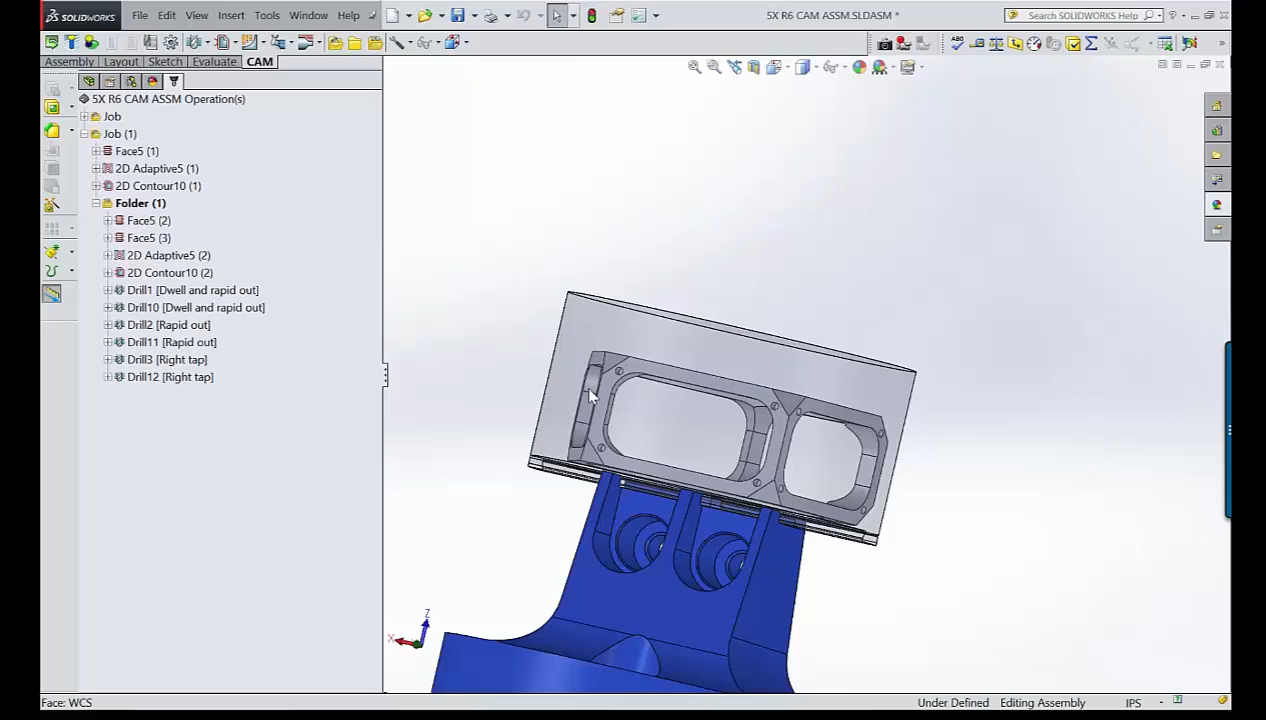 SOLIDWORKS File Edit View Insert Tools Window Help 5X R6 CAM ASSM.SLDASM * Search SOLIDWORKS Help
Assembly Layout Sketch Evaluate CAM
5X R6 CAM ASSM Operation(s)
Job
Job (1)
Face5 (1)
2D Adaptive5 (1)
2D Contour10 (1)
Folder (1)
Face5 (2)
Face5 (3)
2D Adaptive5 (2)
2D Contour10 (2)
Drill1 [Dwell and rapid out]
Drill10 [Dwell and rapid out]
Drill2 [Rapid out]
Drill11 [Rapid out]
Drill3 [Right tap]
Drill12 [Right tap]
Z
X
Face: WCS Under Defined Editing Assembly IPS -